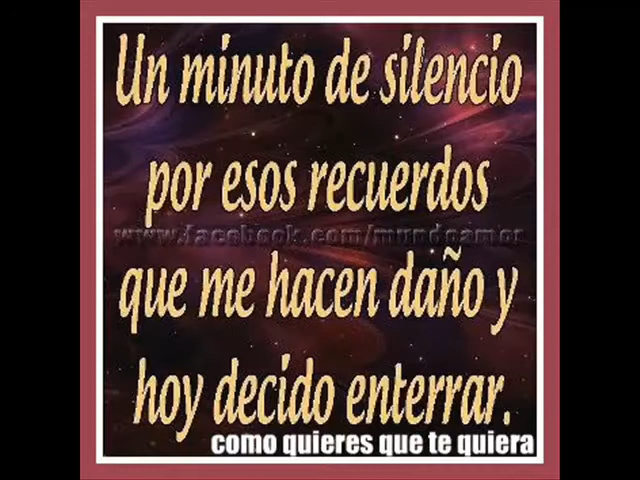 Un minuto de silencio
por esos recuerdos
www.facebook.com/mundoamor
que me hacen daño y
hoy decido enterrar.
como quieres que te quiera